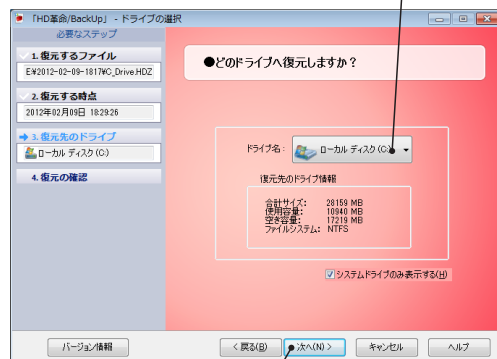 「HD革命/BackUp」 - ドライブの選択
必要なステップ
1.復元するファイル
E:¥2012-02-09-1817¥C_Drive.HDZ
2.復元する時点
2012年02月09日 18:29:26
3.復元先のドライブ
ローカル ディスク (C:)
4.復元の確認
●どのドライブへ復元しますか？
ドライブ名： ローカル ディスク (C:)
復元先のドライブ情報
合計サイズ: 28159 MB
使用容量: 10940 MB
空き容量: 17219 MB
ファイルシステム: NTFS
システムドライブのみ表示する(H)
バージョン情報 < 戻る(B) 次へ(N) > キャンセル ヘルプ